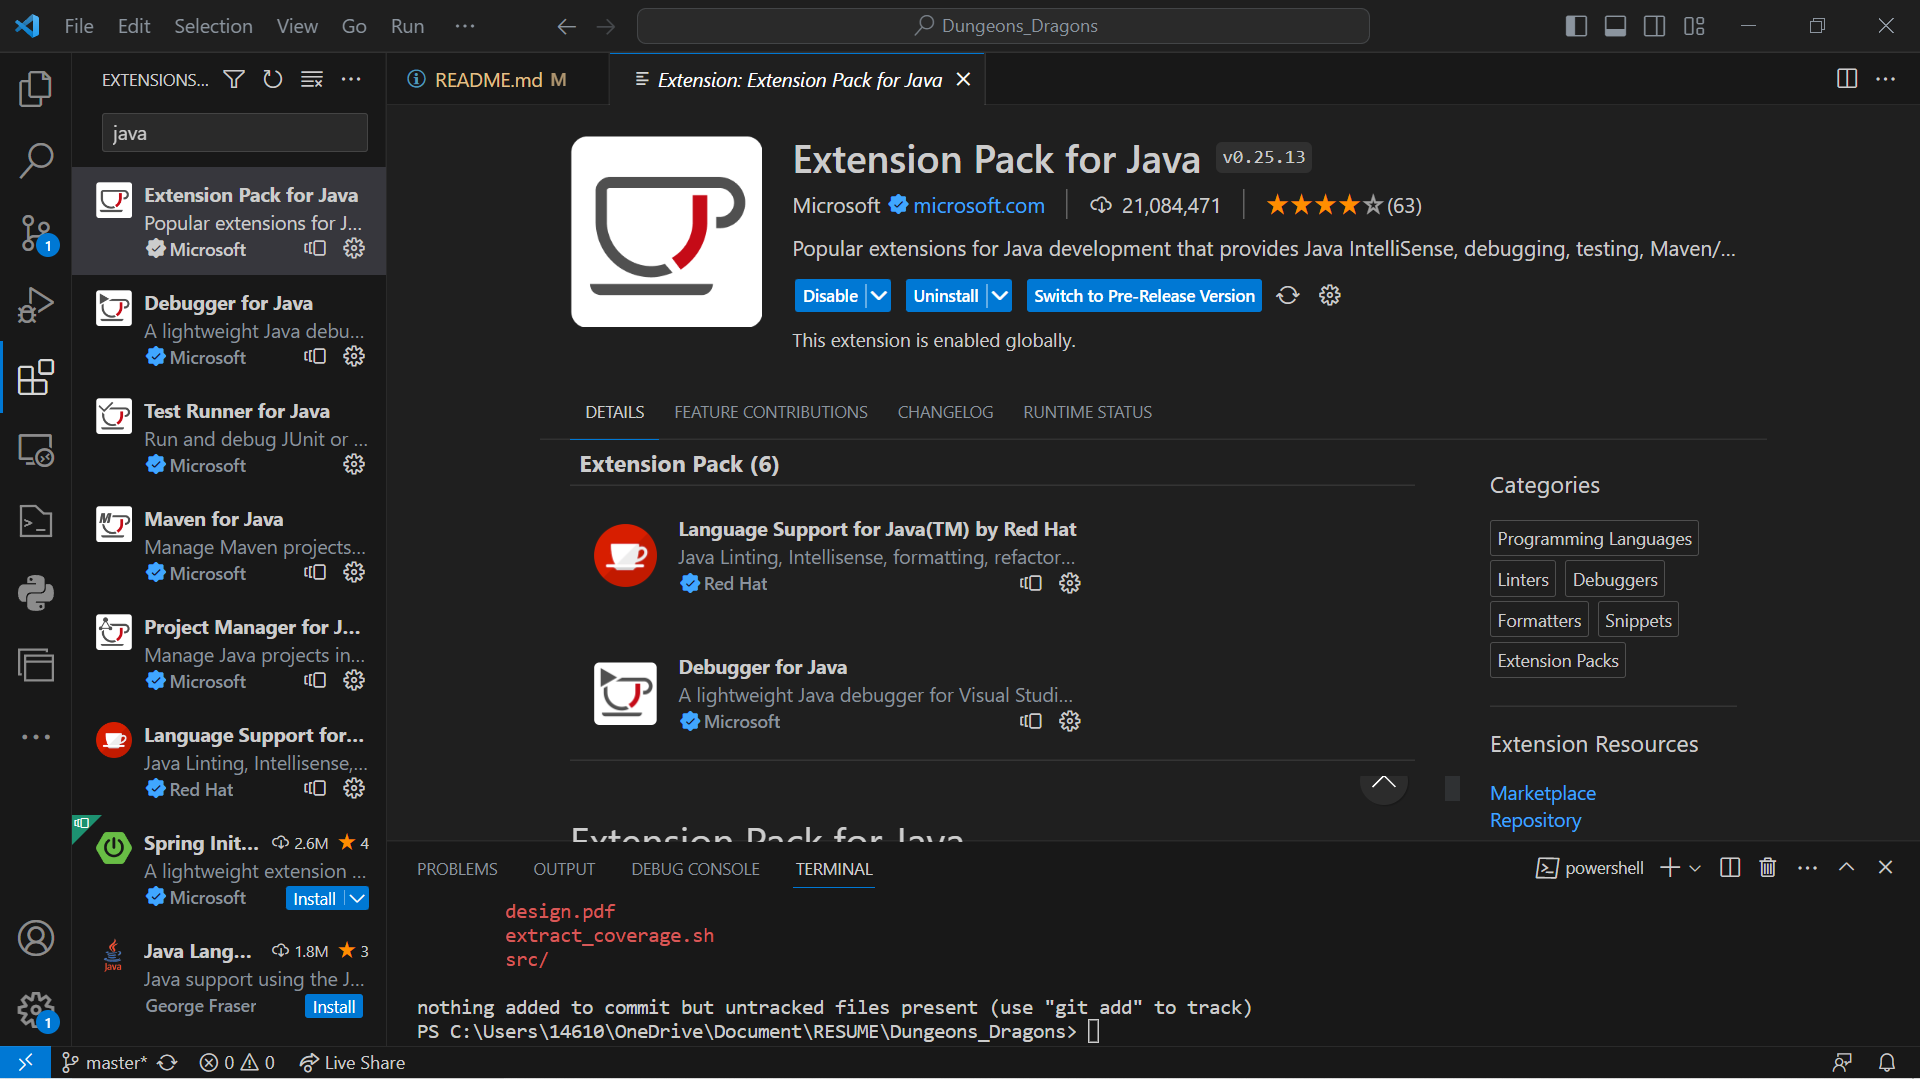 File Edit Selection View Go Run ···
Dungeons_Dragons
EXTENSIONS...
java
Extension Pack for Java
Popular extensions for J...
Microsoft
Debugger for Java
A lightweight Java debu...
Microsoft
Test Runner for Java
Run and debug JUnit or ...
Microsoft
Maven for Java
Manage Maven projects...
Microsoft
Project Manager for J...
Manage Java projects in...
Microsoft
Language Support for...
Java Linting, Intellisense,...
Red Hat
Spring Init... 2.6M 4
A lightweight extension ...
Microsoft Install
Java Lang... 1.8M 3
Java support using the J...
George Fraser Install
1
1
README.md M
Extension: Extension Pack for Java
Extension Pack for Java v0.25.13
Microsoft microsoft.com 21,084,471 (63)
Popular extensions for Java development that provides Java IntelliSense, debugging, testing, Maven/...
Disable Uninstall Switch to Pre-Release Version
This extension is enabled globally.
DETAILS FEATURE CONTRIBUTIONS CHANGELOG RUNTIME STATUS
Extension Pack (6)
Language Support for Java(TM) by Red Hat
Java Linting, Intellisense, formatting, refactor...
Red Hat
Debugger for Java
A lightweight Java debugger for Visual Studi...
Microsoft
Extension Pack for Java
Categories
Programming Languages
Linters Debuggers
Formatters Snippets
Extension Packs
Extension Resources
Marketplace
Repository
PROBLEMS OUTPUT DEBUG CONSOLE TERMINAL powershell
design.pdf
extract_coverage.sh
src/
nothing added to commit but untracked files present (use "git add" to track)
PS C:\Users\14610\OneDrive\Document\RESUME\Dungeons_Dragons>
master* 0 0 Live Share